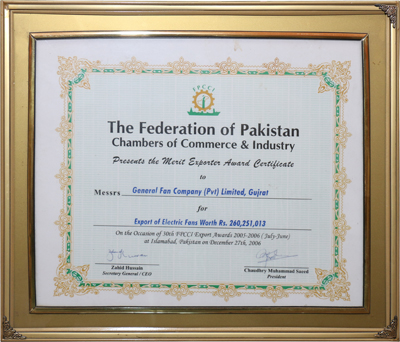 FPCCI
The Federation of Pakistan
Chambers of Commerce & Industry
Presents the Merit Exporter Award Certificate
to
Messrs General Fan Company (Pvt) Limited, Gujrat
for
Export of Electric Fans Worth Rs. 260,251,013
On the Occasion of 30th FPCCI Export Awards 2005-2006 (July-June)
at Islamabad, Pakistan on December 27th, 2006
Zahid Hussain
Secretary General / CEO
Chaudhry Muhammad Saeed
President